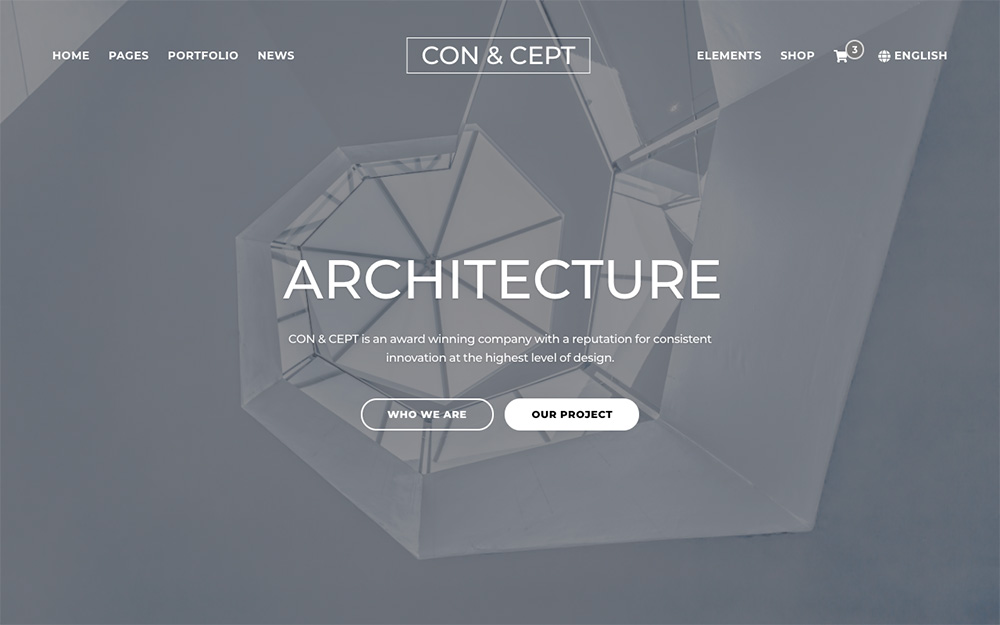 HOME PAGES PORTFOLIO NEWS CON & CEPT ELEMENTS SHOP 3 ENGLISH
ARCHITECTURE
CON & CEPT is an award winning company with a reputation for consistent
innovation at the highest level of design.
WHO WE ARE OUR PROJECT